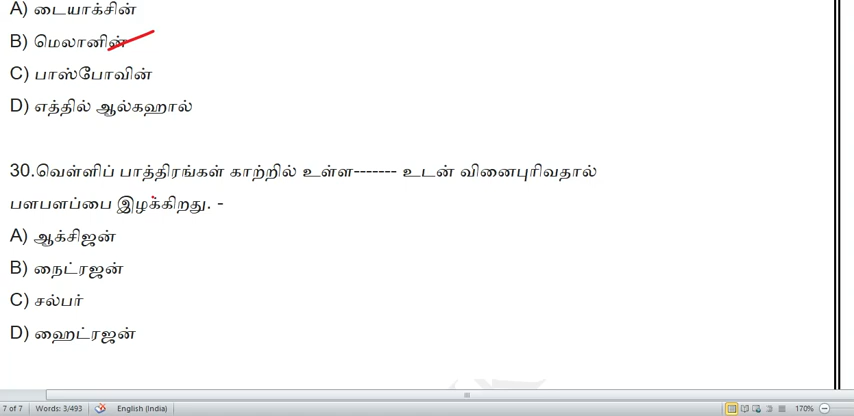 A) டையாக்சின்
B) மெலானின்
C) பாஸ்போவின்
D) எத்தில் ஆல்கஹால்
30.வெள்ளிப் பாத்திரங்கள் காற்றில் உள்ள------- உடன் வினைபுரிவதால்
பளபளப்பை இழக்கிறது. -
A) ஆக்சிஜன்
B) நைட்ரஜன்
C) சல்பர்
D) ஹைட்ரஜன்
7 of 7 Words: 3/493 English (India) 170%